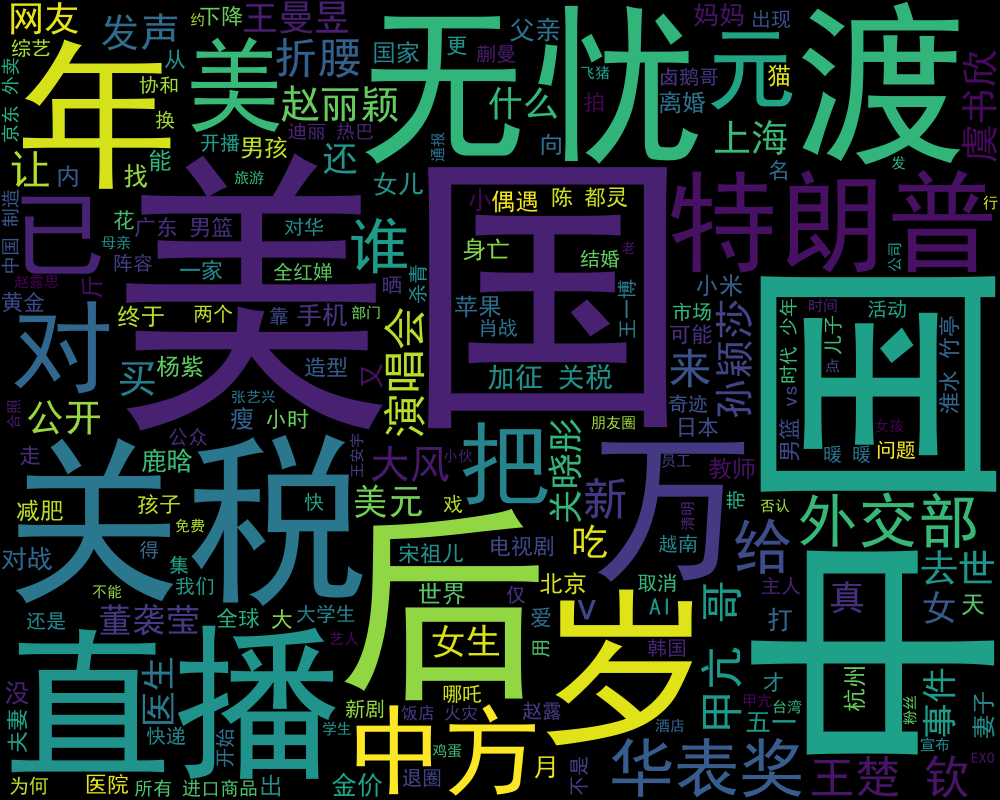 网友
综艺
发声
从
约
下降
王曼昱
折腰
国家
更
蒯曼
父亲
妈妈
出现
无忧渡
年
美
元
猫
卤鹅哥
离婚
飞猪
拍
什么
赵丽颖
协和
换
京东 外卖
虞书欣
上海
向
通报
名
发
开播
男孩
迪丽 热巴
还
让
内
找
能
旅游
女儿
小
偶遇
陈 都灵
特朗普
行
已
美国
中国 制造
花
广东 男篮
对华
谁
身亡
结婚
老
母亲
阵容
一家
全红婵
公司
赵露思
斤
晒
杀青
苹果
肖战
王一博
小米
市场
可能
时间
活动
黄金
终于
两个
靠
手机
部门
对
买
杨紫
造型
又
演唱会
加征 关税
来
孙颖莎
奇迹
日本
男篮 vs
时代 少年
儿子
点
淮水 竹亭
中国
张艺兴
瘦
小时
合照
公开
朋友圈
女孩
暖 暖
问题
走
公众
鹿晗
王安宇
大风
小伙
把
关晓彤
新
万
员工
教师
关税
减肥
孩子
免费
快
美元
戏
清明
带
否认
外交部
给
对战
得
集
我们
宋祖儿
电视剧
吃
越南
去世
不能
后
世界
仅
北京
取消
主人
真
女
天
还是
董袭莹
全球
大
大学生
爱
V
AI
哥
打
岁
女生
用
韩国
直播
艺人
没
夫妻
医生
快递
开始
哪吒
甲亢
甲亢
才
台湾
杭州
粉丝
事件
妻子
新剧
饭店
火灾
赵露
学生
中方
鸡蛋
酒店
五一
宣布
为何
医院
所有
进口商品
出
金价
退圈
月
不是
华表奖
王楚 钦
EXO